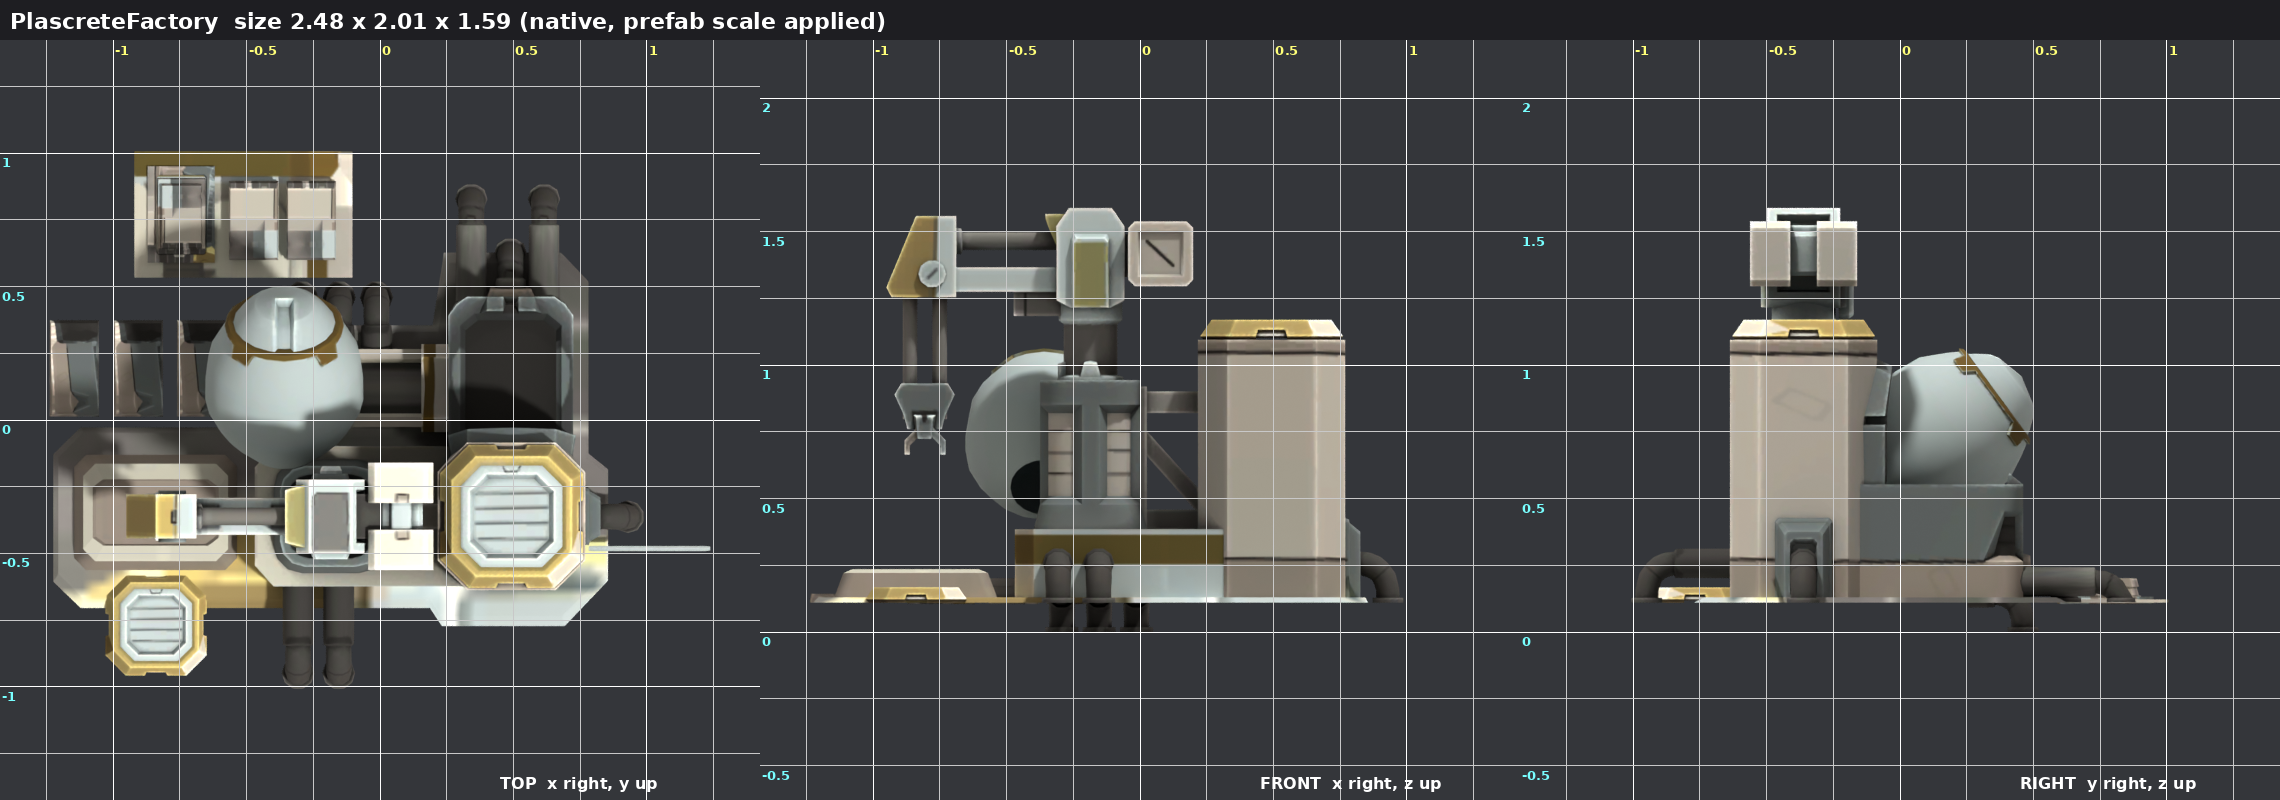 PlascreteFactory size 2.48 x 2.01 x 1.59 (native, prefab scale applied)
-1 -0.5 0 0.5 1
-1 -0.5 0 0.5 1
-1 -0.5 0 0.5 1
1
0.5
0
-0.5
-1
2
1.5
1
0.5
0
-0.5
2
1.5
1
0.5
0
-0.5
TOP x right, y up
FRONT x right, z up
RIGHT y right, z up